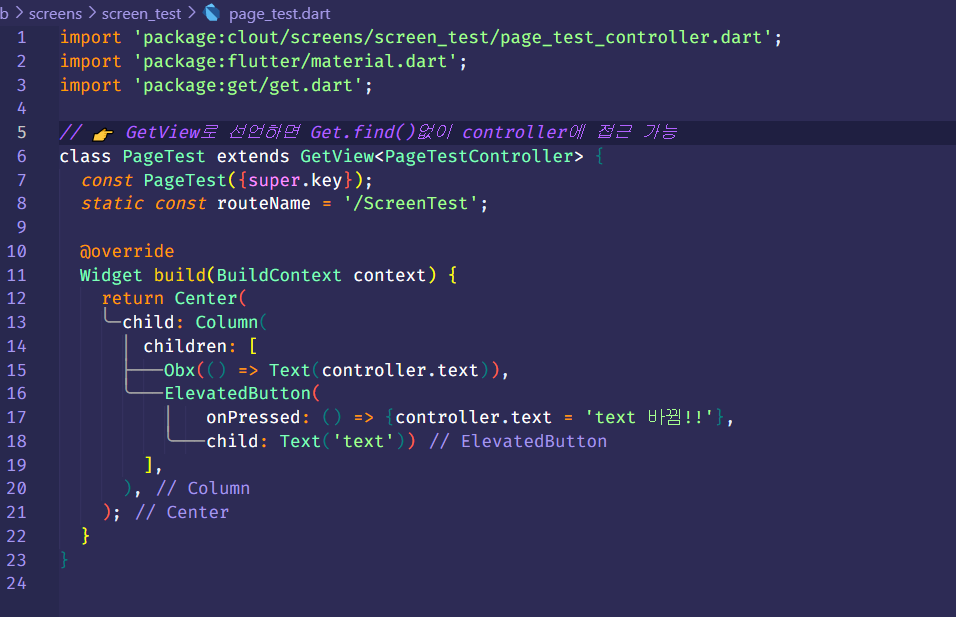 b > screens > screen_test > page_test.dart
1 import 'package:clout/screens/screen_test/page_test_controller.dart';
2 import 'package:flutter/material.dart';
3 import 'package:get/get.dart';
4
5 // 👉 GetView로 선언하면 Get.find()없이 controller에 접근 가능
6 class PageTest extends GetView<PageTestController> {
7 const PageTest({super.key});
8 static const routeName = '/ScreenTest';
9
10 @override
11 Widget build(BuildContext context) {
12 return Center(
13 child: Column(
14 children: [
15 Obx(() => Text(controller.text)),
16 ElevatedButton(
17 onPressed: () => {controller.text = 'text 바뀜!!'},
18 child: Text('text')) // ElevatedButton
19 ],
20 ), // Column
21 ); // Center
22 }
23 }
24